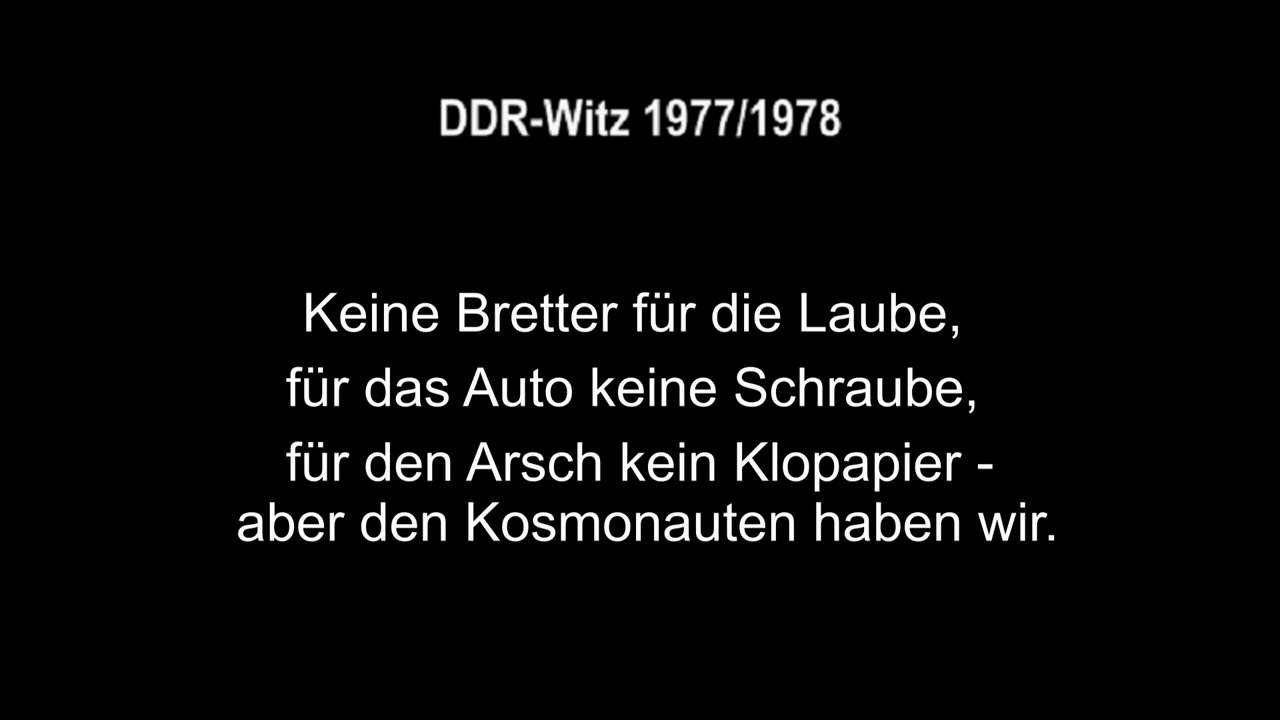 DDR-Witz 1977/1978
Keine Bretter für die Laube,
für das Auto keine Schraube,
für den Arsch kein Klopapier -
aber den Kosmonauten haben wir.